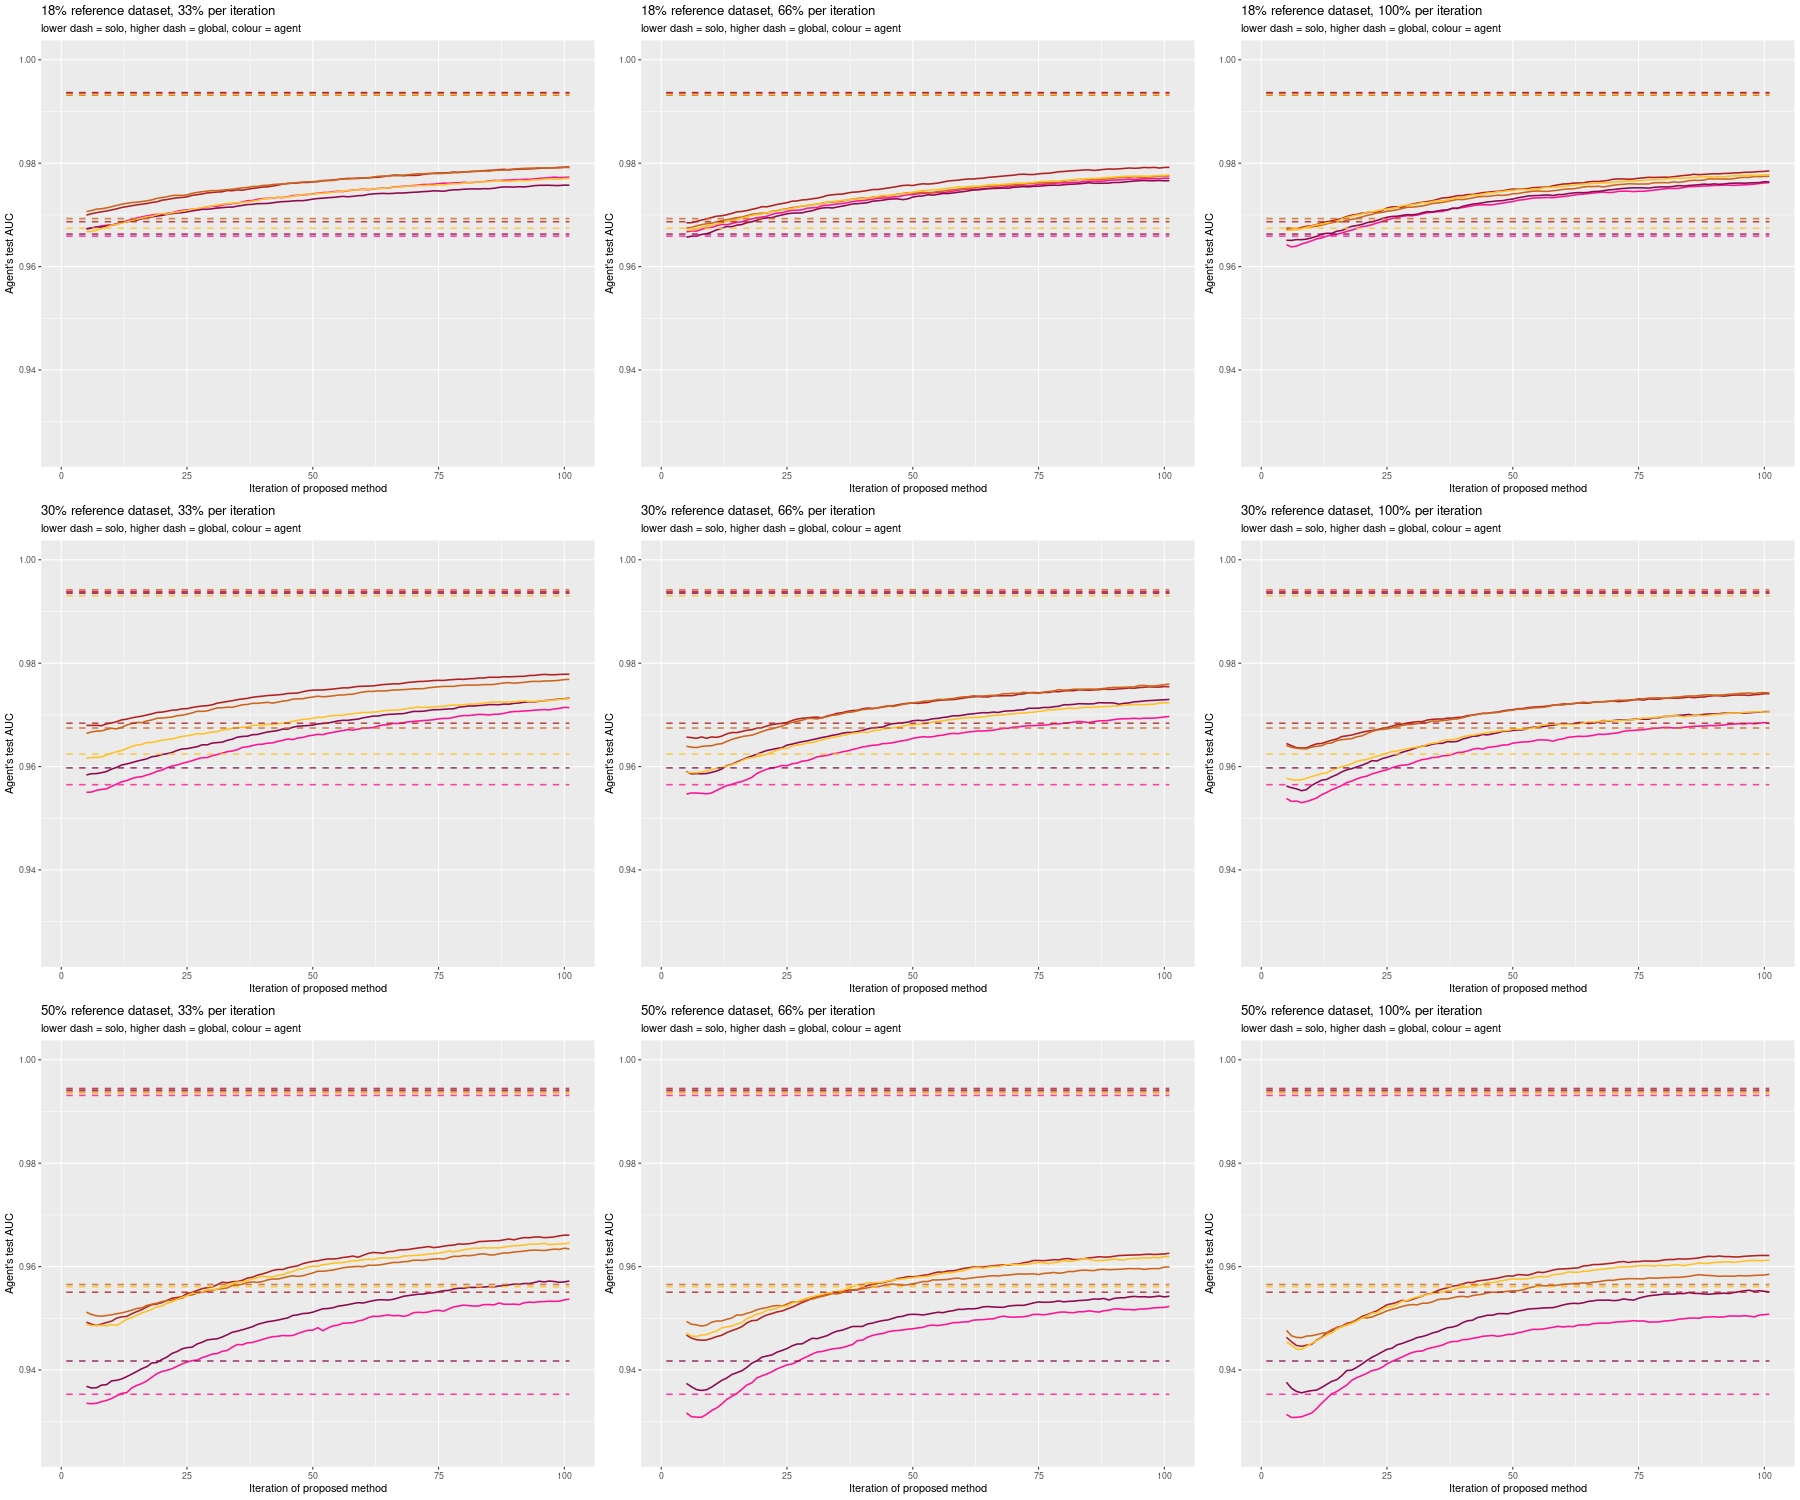 18% reference dataset, 33% per iteration
lower dash = solo, higher dash = global, colour = agent
1.00
0.98
0.96
0.94
Agent's test AUC
0 25 50 75 100
Iteration of proposed method
18% reference dataset, 66% per iteration
lower dash = solo, higher dash = global, colour = agent
1.00
0.98
0.96
0.94
Agent's test AUC
0 25 50 75 100
Iteration of proposed method
18% reference dataset, 100% per iteration
lower dash = solo, higher dash = global, colour = agent
1.00
0.98
0.96
0.94
Agent's test AUC
0 25 50 75 100
Iteration of proposed method
30% reference dataset, 33% per iteration
lower dash = solo, higher dash = global, colour = agent
1.00
0.98
0.96
0.94
Agent's test AUC
0 25 50 75 100
Iteration of proposed method
30% reference dataset, 66% per iteration
lower dash = solo, higher dash = global, colour = agent
1.00
0.98
0.96
0.94
Agent's test AUC
0 25 50 75 100
Iteration of proposed method
30% reference dataset, 100% per iteration
lower dash = solo, higher dash = global, colour = agent
1.00
0.98
0.96
0.94
Agent's test AUC
0 25 50 75 100
Iteration of proposed method
50% reference dataset, 33% per iteration
lower dash = solo, higher dash = global, colour = agent
1.00
0.98
0.96
0.94
Agent's test AUC
0 25 50 75 100
Iteration of proposed method
50% reference dataset, 66% per iteration
lower dash = solo, higher dash = global, colour = agent
1.00
0.98
0.96
0.94
Agent's test AUC
0 25 50 75 100
Iteration of proposed method
50% reference dataset, 100% per iteration
lower dash = solo, higher dash = global, colour = agent
1.00
0.98
0.96
0.94
Agent's test AUC
0 25 50 75 100
Iteration of proposed method